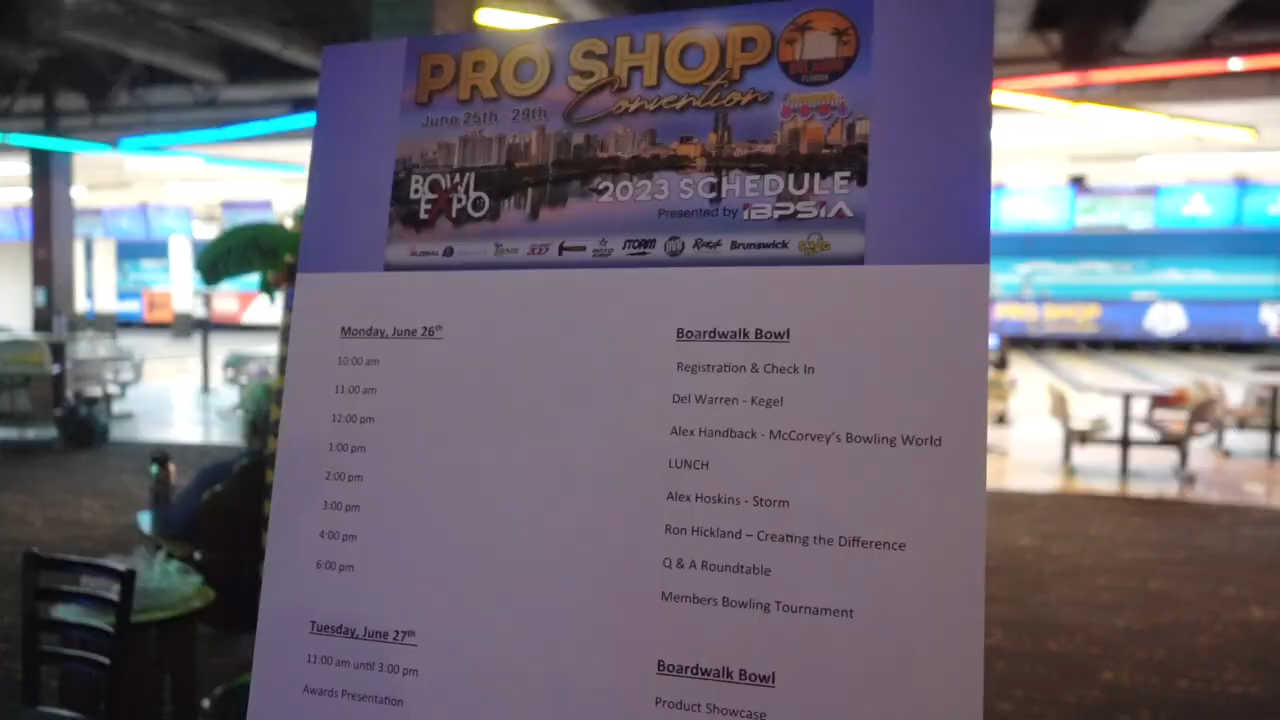 PRO SHOP
Convention
June 25th 29th
FLORIDA
BOWL
EXPO
2023 SCHEDULE
Presented by IBPSIA
GLOBAL
STORM
Brunswick
Monday, June 26th
Boardwalk Bowl
10:00 am
Registration & Check In
11:00 am
Del Warren - Kegel
12:00 pm
Alex Handback - McCorvey's Bowling World
1:00 pm
LUNCH
2:00 pm
Alex Hoskins - Storm
3:00 pm
Ron Hickland – Creating the Difference
4:00 pm
Q & A Roundtable
6:00 pm
Members Bowling Tournament
Tuesday, June 27th
Boardwalk Bowl
11:00 am until 3:00 pm
Product Showcase
Awards Presentation
PRO SHOP